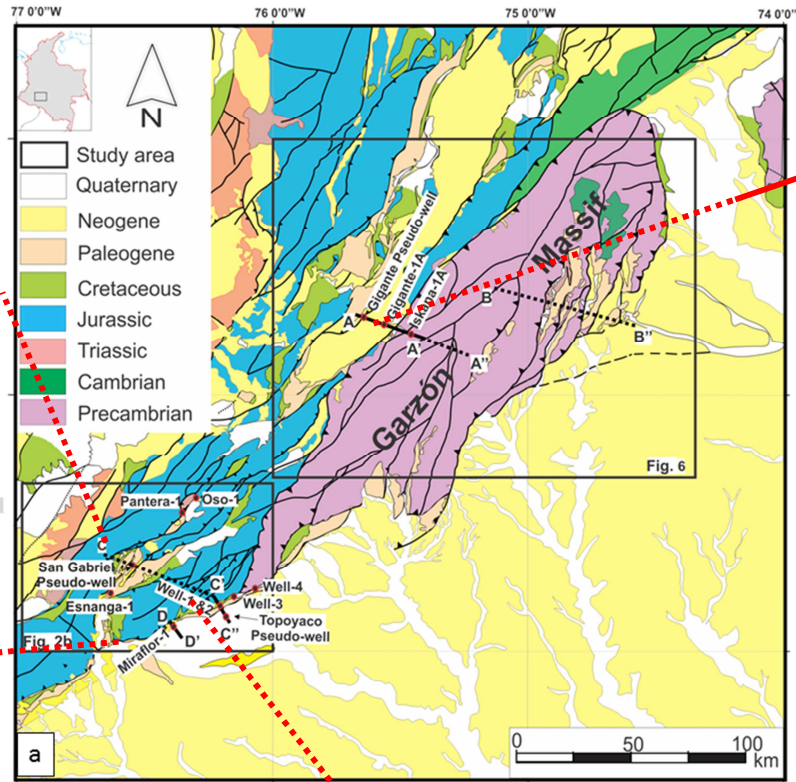 77 0'0"W
76 0'0"W
75 0'0"W
74 0'0"W
N
Study area
Quaternary
Neogene
Paleogene
Cretaceous
Jurassic
Triassic
Cambrian
Precambrian
Gigante Pseudo-well
Gigante-1A
Iskana-1A
A
A'
A''
B
B''
Garzón
Massif
Fig. 6
Pantera-1
Oso-1
C
San Gabriel
Pseudo-well
Esnanga-1
Well-1 &2
C'
Well-4
Well-3
C''
Topoyaco
Pseudo-well
D
D'
Miraflor-1
Fig. 2b
a
0 50 100
km